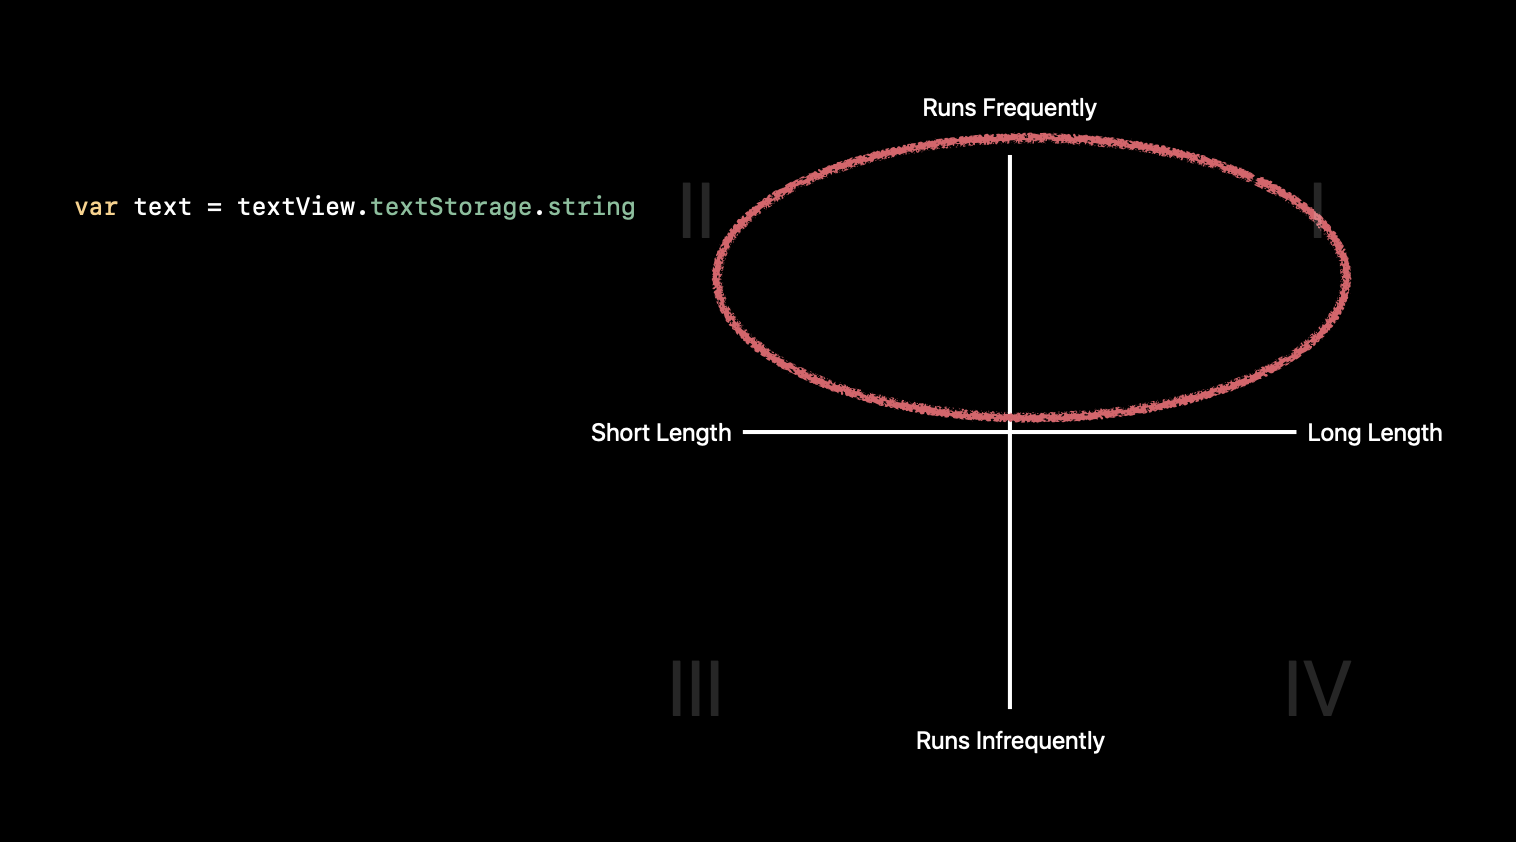 Runs Frequently
II
I
var text = textView.textStorage.string
Short Length
Long Length
III
IV
Runs Infrequently